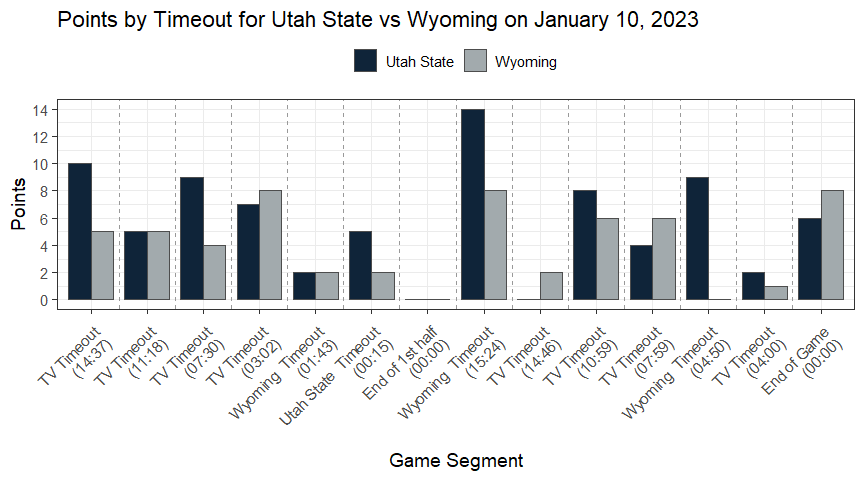 Points by Timeout for Utah State vs Wyoming on January 10, 2023
Utah State
Wyoming
Points
14
12
10
8
6
4
2
0
TV Timeout
(14:37)
TV Timeout
(11:18)
TV Timeout
(07:30)
TV Timeout
(03:02)
Wyoming Timeout
(01:43)
Utah State Timeout
(00:15)
End of 1st half
(00:00)
Wyoming Timeout
(15:24)
TV Timeout
(14:46)
TV Timeout
(10:59)
TV Timeout
(07:59)
Wyoming Timeout
(04:50)
TV Timeout
(04:00)
End of Game
(00:00)
Game Segment